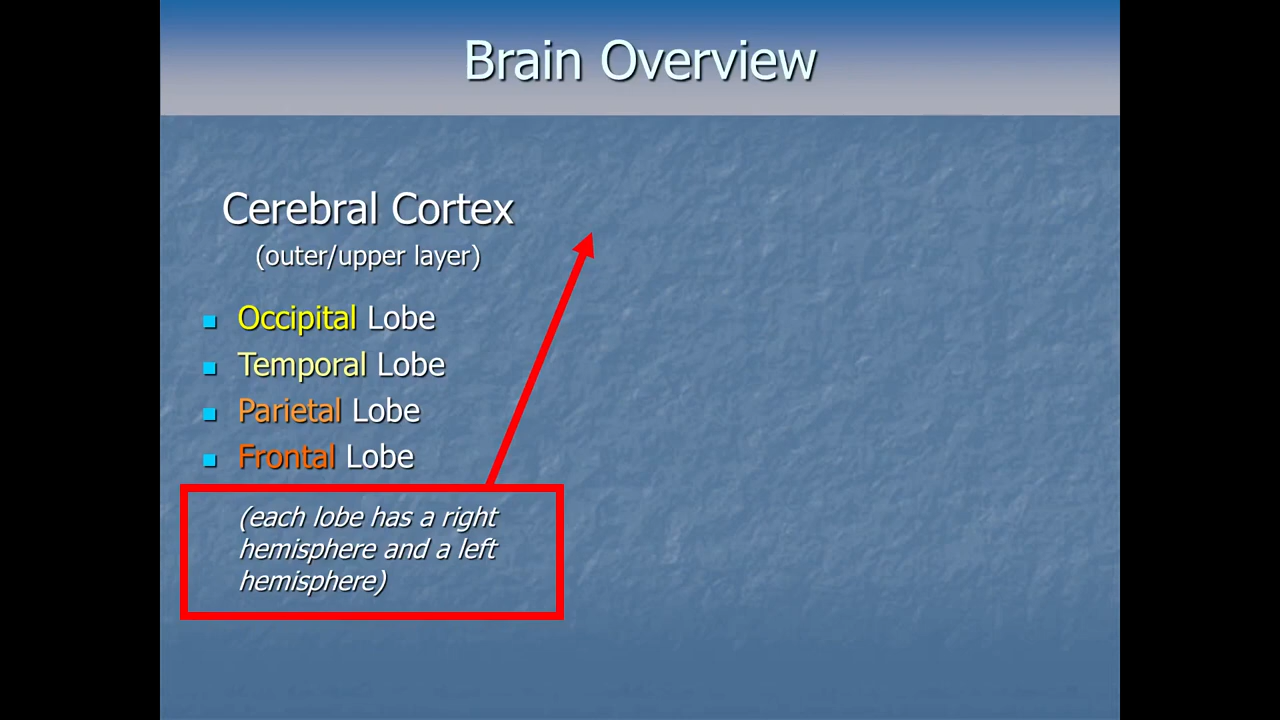 Brain Overview
Cerebral Cortex
(outer/upper layer)
Occipital Lobe
Temporal Lobe
Parietal Lobe
Frontal Lobe
(each lobe has a right
hemisphere and a left
hemisphere)